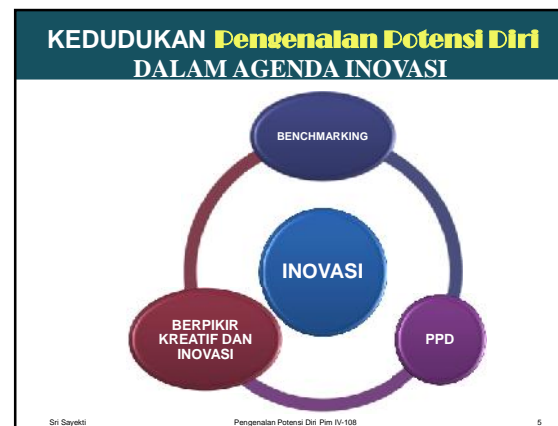 KEDUDUKAN Pengenalan Potensi Diri
DALAM AGENDA INOVASI
BENCHMARKING
INOVASI
BERPIKIR
KREATIF DAN
INOVASI
PPD
Sri Sayekti
Pengenalan Potensi Diri Pim IV-108
5